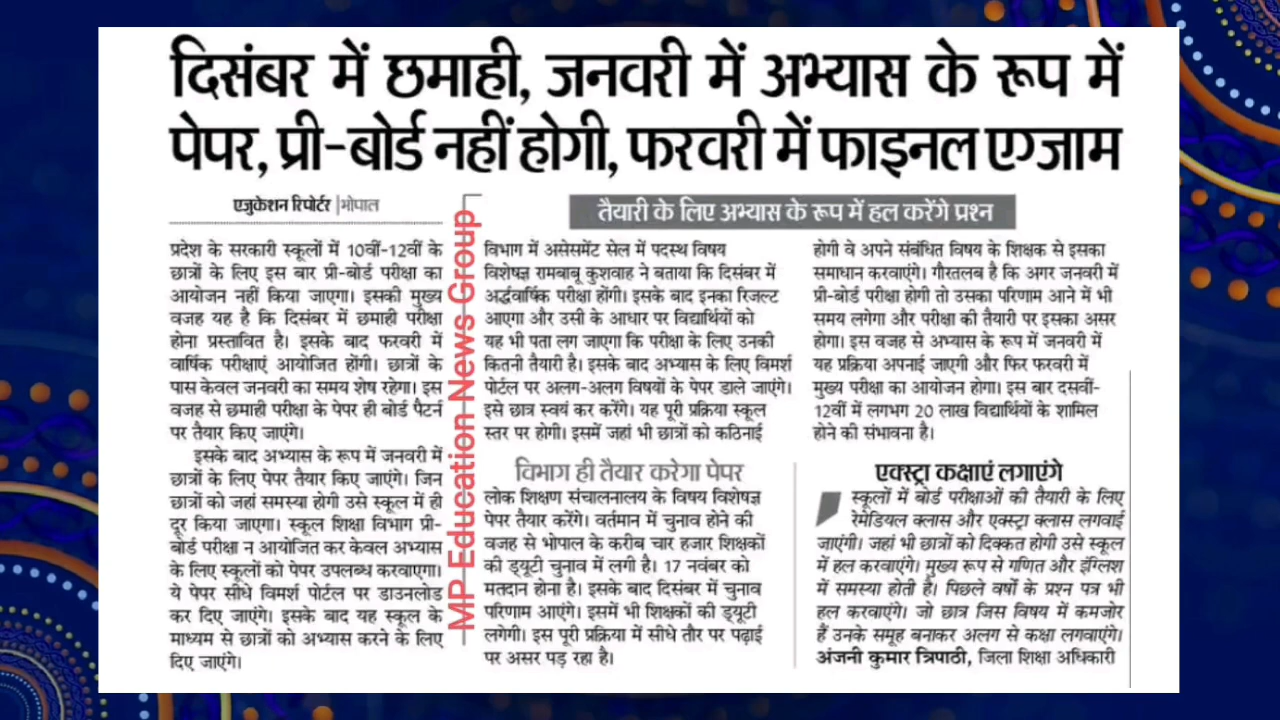 दिसंबर में छमाही, जनवरी में अभ्यास के रूप में
पेपर, प्री-बोर्ड नहीं होगी, फरवरी में फाइनल एग्जाम
एजुकेशन रिपोर्टर |भोपाल
प्रदेश के सरकारी स्कूलों में 10वीं-12वीं के
छात्रों के लिए इस बार प्री-बोर्ड परीक्षा का
आयोजन नहीं किया जाएगा। इसकी मुख्य
वजह यह है कि दिसंबर में छमाही परीक्षा
होना प्रस्तावित है। इसके बाद फरवरी में
वार्षिक परीक्षाएं आयोजित होंगी। छात्रों के
पास केवल जनवरी का समय शेष रहेगा। इस
वजह से छमाही परीक्षा के पेपर ही बोर्ड पैटर्न
पर तैयार किए जाएंगे।
इसके बाद अभ्यास के रूप में जनवरी में
छात्रों के लिए पेपर तैयार किए जाएंगे। जिन
छात्रों को जहां समस्या होगी उसे स्कूल में ही
दूर किया जाएगा। स्कूल शिक्षा विभाग प्री-
बोर्ड परीक्षा न आयोजित कर केवल अभ्यास
के लिए स्कूलों को पेपर उपलब्ध करवाएगा।
ये पेपर सीधे विमर्श पोर्टल पर डाउनलोड
कर दिए जाएंगे। इसके बाद यह स्कूल के
माध्यम से छात्रों को अभ्यास करने के लिए
दिए जाएंगे।
MP Education News Group
तैयारी के लिए अभ्यास के रूप में हल करेंगे प्रश्न
विभाग में असेसमेंट सेल में पदस्थ विषय
विशेषज्ञ रामबाबू कुशवाह ने बताया कि दिसंबर में
अर्द्धवार्षिक परीक्षा होंगी। इसके बाद इनका रिजल्ट
आएगा और उसी के आधार पर विद्यार्थियों को
यह भी पता लग जाएगा कि परीक्षा के लिए उनकी
कितनी तैयारी है। इसके बाद अभ्यास के लिए विमर्श
पोर्टल पर अलग-अलग विषयों के पेपर डाले जाएंगे।
इसे छात्र स्वयं कर करेंगे। यह पूरी प्रक्रिया स्कूल
स्तर पर होगी। इसमें जहां भी छात्रों को कठिनाई
होगी वे अपने संबंधित विषय के शिक्षक से इसका
समाधान करवाएंगे। गौरतलब है कि अगर जनवरी में
प्री-बोर्ड परीक्षा होगी तो उसका परिणाम आने में भी
समय लगेगा और परीक्षा की तैयारी पर इसका असर
होगा। इस वजह से अभ्यास के रूप में जनवरी में
यह प्रक्रिया अपनाई जाएगी और फिर फरवरी में
मुख्य परीक्षा का आयोजन होगा। इस बार दसवीं-
12वीं में लगभग 20 लाख विद्यार्थियों के शामिल
होने की संभावना है।
विभाग ही तैयार करेगा पेपर
लोक शिक्षण संचालनालय के विषय विशेषज्ञ
पेपर तैयार करेंगे। वर्तमान में चुनाव होने की
वजह से भोपाल के करीब चार हजार शिक्षकों
की ड्यूटी चुनाव में लगी है। 17 नवंबर को
मतदान होना है। इसके बाद दिसंबर में चुनाव
परिणाम आएंगे। इसमें भी शिक्षकों की ड्यूटी
लगेगी। इस पूरी प्रक्रिया में सीधे तौर पर पढ़ाई
पर असर पड़ रहा है।
एक्स्ट्रा कक्षाएं लगाएंगे
स्कूलों में बोर्ड परीक्षाओं की तैयारी के लिए
रेमेडियल क्लास और एक्स्ट्रा क्लास लगवाई
जाएंगी। जहां भी छात्रों को दिक्कत होगी उसे स्कूल
में हल करवाएंगे। मुख्य रूप से गणित और इंग्लिश
में समस्या होती है। पिछले वर्षों के प्रश्न पत्र भी
हल करवाएंगे। जो छात्र जिस विषय में कमजोर
हैं उनके समूह बनाकर अलग से कक्षा लगवाएंगे।
अंजनी कुमार त्रिपाठी, जिला शिक्षा अधिकारी